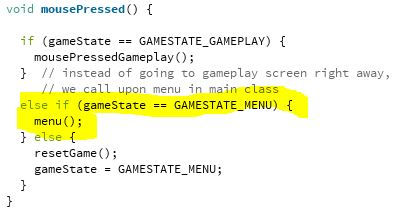 void mousePressed() {
if (gameState == GAMESTATE_GAMEPLAY) {
mousePressedGameplay();
} // instead of going to gameplay screen right away,
// we call upon menu in main class
else if (gameState == GAMESTATE_MENU) {
menu();
} else {
resetGame();
gameState = GAMESTATE_MENU;
}
}